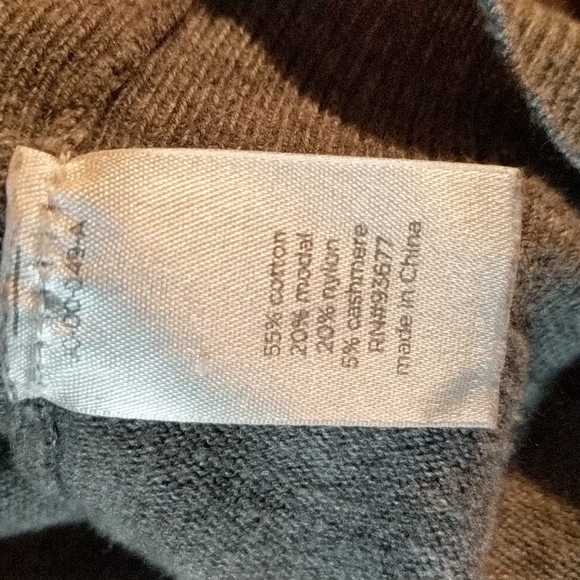 55% cotton
20% modal
20% nylon
5% cashmere
RN#93677
made in China